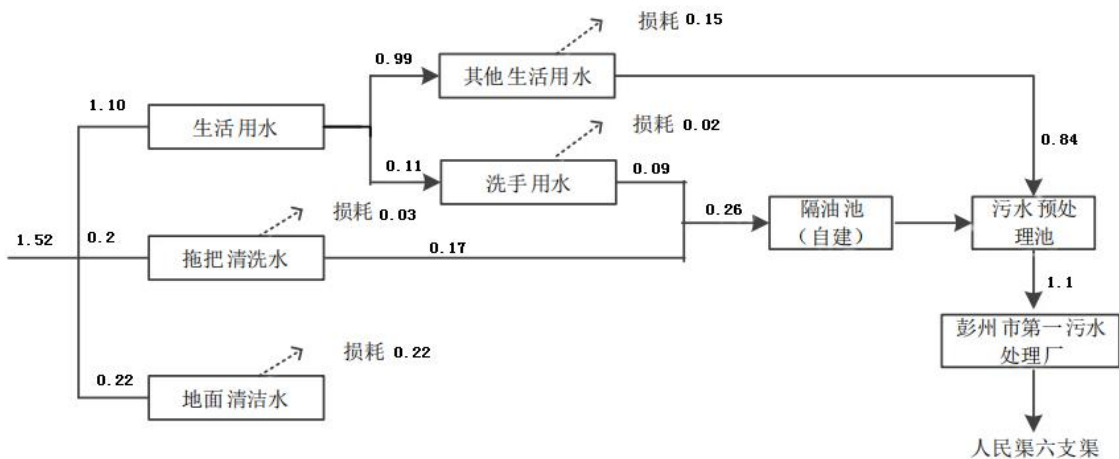 损耗 0.15
0.99
其他生活用水
1.10
生活用水
损耗 0.02
0.84
0.11
洗手用水
0.09
损耗 0.03
0.26
隔油池
（自建）
污水预处
理池
1.52
0.2
拖把清洗水
0.17
1.1
彭州市第一污水
处理厂
损耗 0.22
0.22
地面清洁水
人民渠六支渠